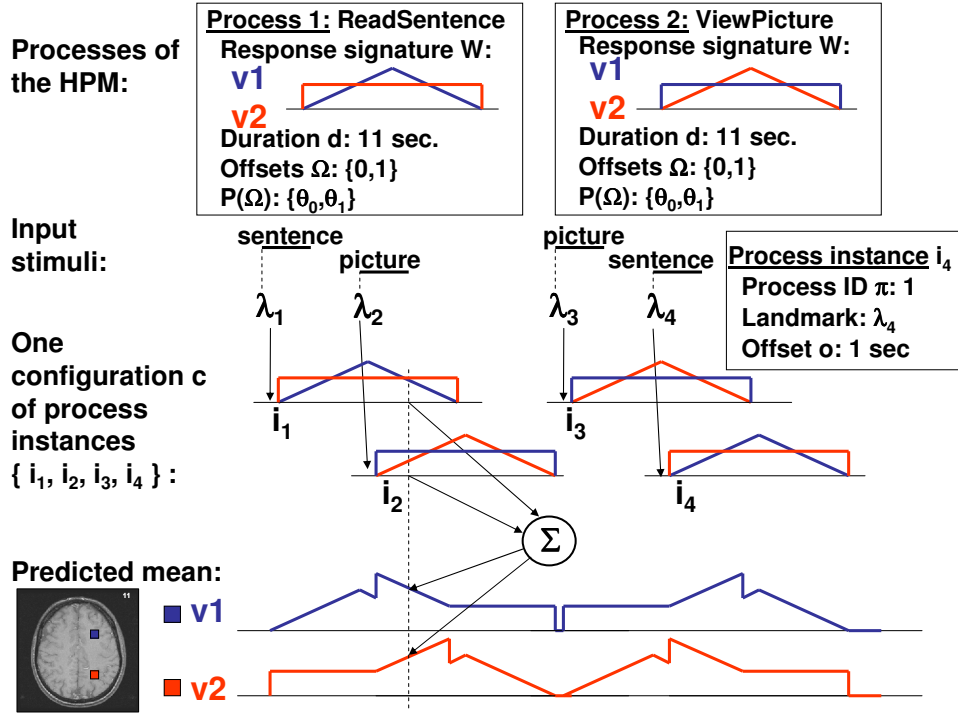 Processes of
the HPM:
Process 1: ReadSentence
Response signature W:
v1
v2
Duration d: 11 sec.
Offsets Ω: {0,1}
P(Ω): {θ₀,θ₁}
Process 2: ViewPicture
Response signature W:
v1
v2
Duration d: 11 sec.
Offsets Ω: {0,1}
P(Ω): {θ₀,θ₁}
Input
stimuli:
sentence
picture
picture
sentence
λ₁
λ₂
λ₃
λ₄
Process instance i₄
Process ID π: 1
Landmark: λ₄
Offset o: 1 sec
One
configuration c
of process
instances
{ i₁, i₂, i₃, i₄ } :
i₁
i₂
i₃
i₄
Σ
Predicted mean:
11
v1
v2